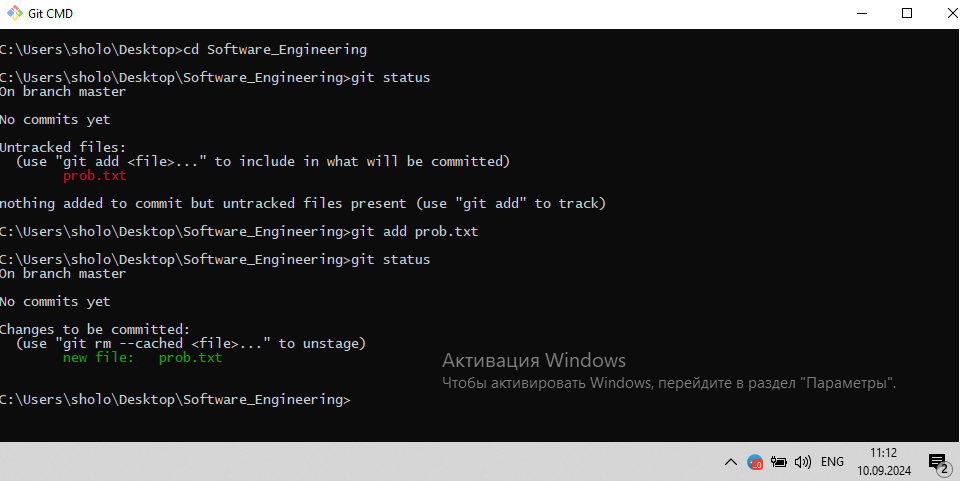 Git CMD
C:\Users\sholo\Desktop>cd Software_Engineering
C:\Users\sholo\Desktop\Software_Engineering>git status
On branch master
No commits yet
Untracked files:
  (use "git add <file>..." to include in what will be committed)
        prob.txt
nothing added to commit but untracked files present (use "git add" to track)
C:\Users\sholo\Desktop\Software_Engineering>git add prob.txt
C:\Users\sholo\Desktop\Software_Engineering>git status
On branch master
No commits yet
Changes to be committed:
  (use "git rm --cached <file>..." to unstage)
        new file:   prob.txt
Активация Windows
Чтобы активировать Windows, перейдите в раздел "Параметры".
C:\Users\sholo\Desktop\Software_Engineering>
ENG
11:12
10.09.2024
2